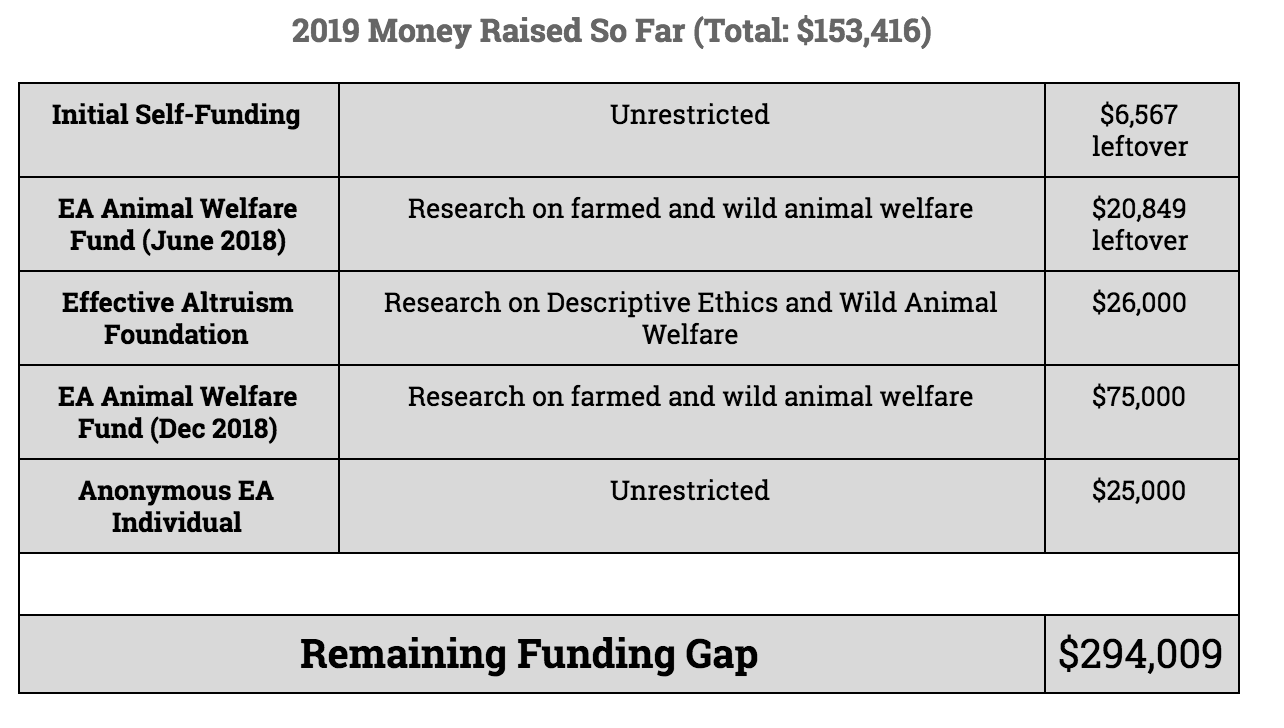 2019 Money Raised So Far (Total: $153,416)
Initial Self-Funding
Unrestricted
$6,567
leftover
EA Animal Welfare
Fund (June 2018)
Research on farmed and wild animal welfare
$20,849
leftover
Effective Altruism
Foundation
Research on Descriptive Ethics and Wild Animal
Welfare
$26,000
EA Animal Welfare
Fund (Dec 2018)
Research on farmed and wild animal welfare
$75,000
Anonymous EA
Individual
Unrestricted
$25,000
Remaining Funding Gap
$294,009